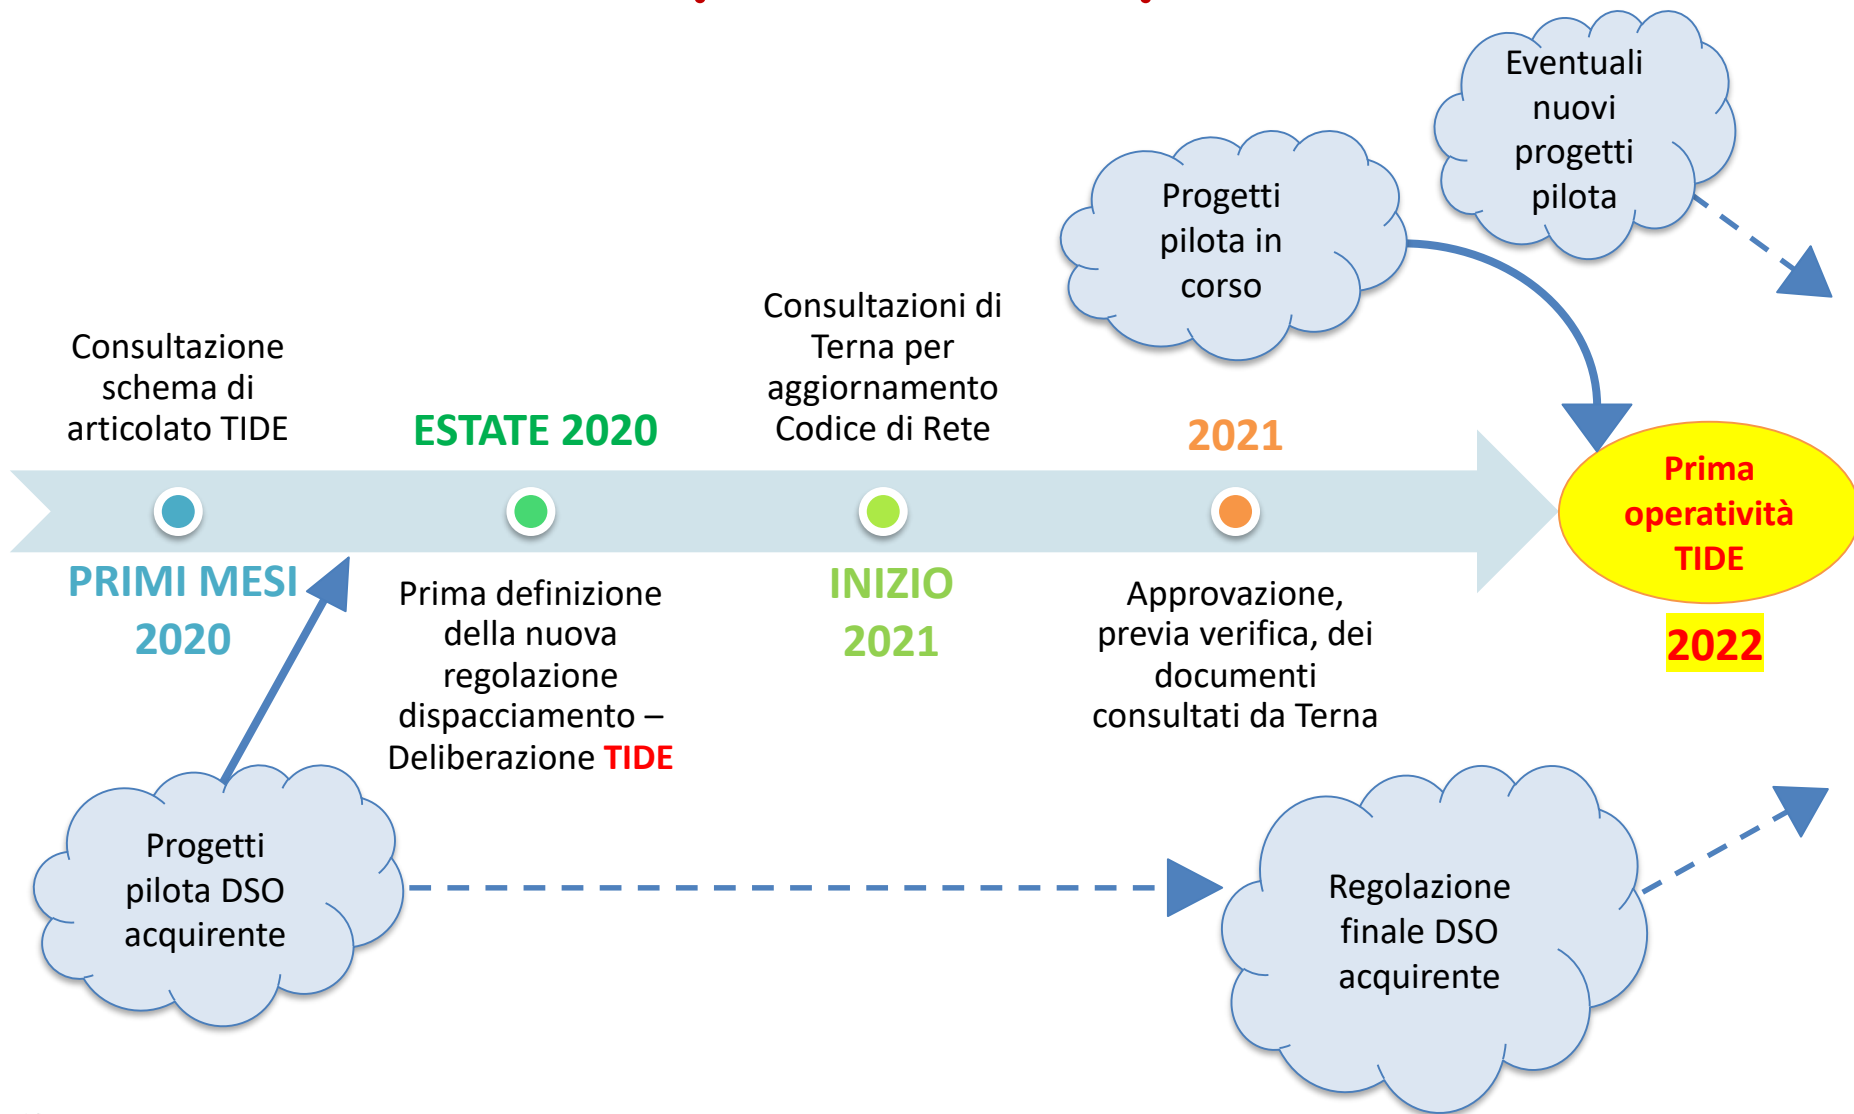 Eventuali
nuovi
progetti
pilota
Progetti
pilota in
corso
Consultazione
schema di
articolato TIDE
ESTATE 2020
Consultazioni di
Terna per
aggiornamento
Codice di Rete
2021
Prima
operatività
TIDE
2022
PRIMI MESI
2020
Prima definizione
della nuova
regolazione
dispacciamento –
Deliberazione TIDE
INIZIO
2021
Approvazione,
previa verifica, dei
documenti
consultati da Terna
Progetti
pilota DSO
acquirente
Regolazione
finale DSO
acquirente